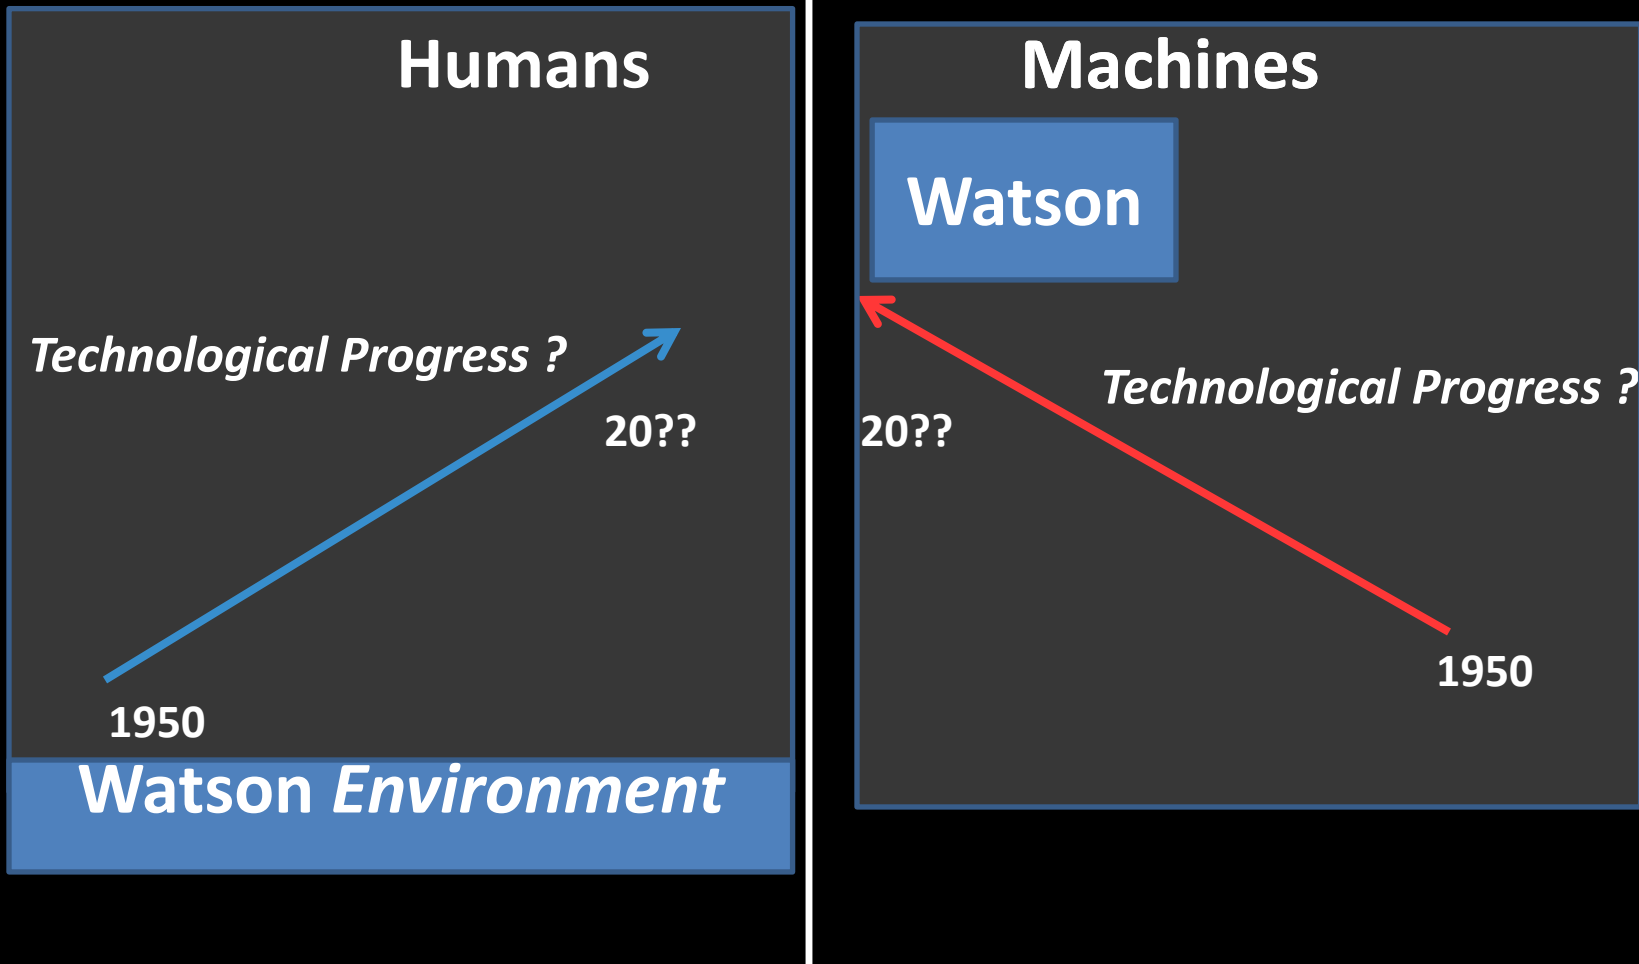 Humans
Technological Progress ?
20??
1950
Watson Environment
Machines
Watson
Technological Progress ?
20??
1950